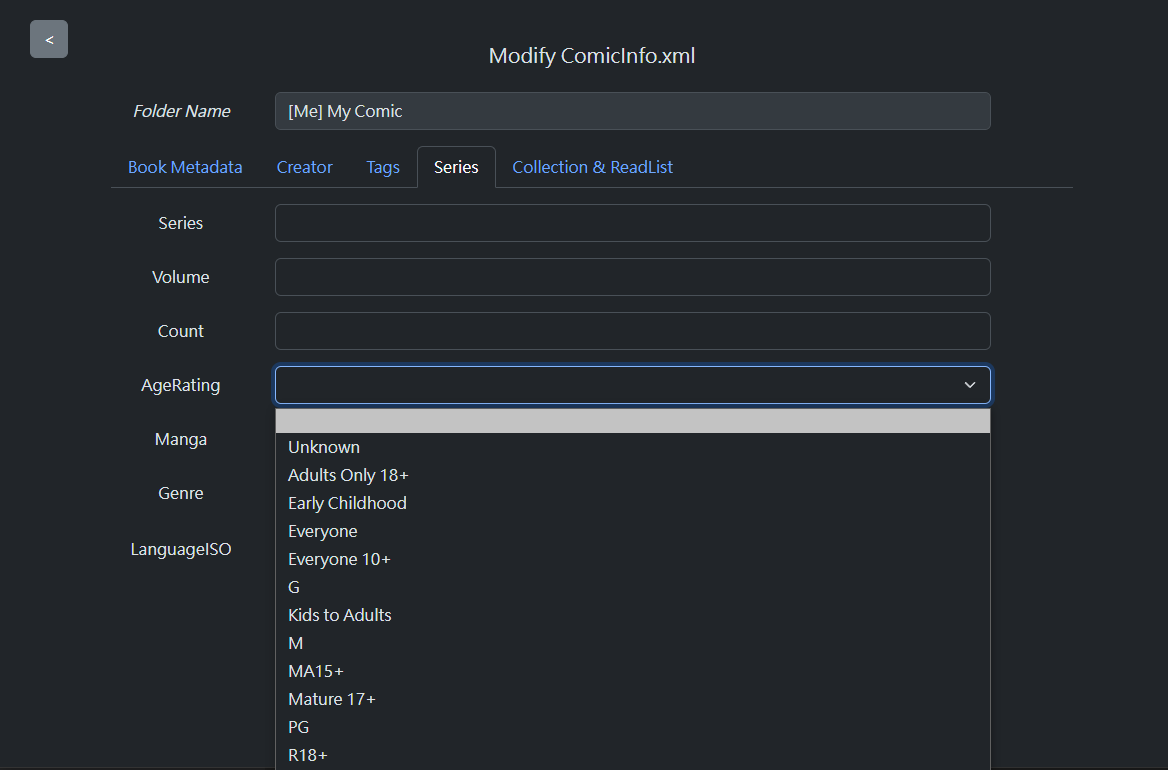 <
Modify ComicInfo.xml
Folder Name
[Me] My Comic
Book Metadata Creator Tags Series Collection & ReadList
Series
Volume
Count
AgeRating
Manga
Genre
LanguageISO
Unknown
Adults Only 18+
Early Childhood
Everyone
Everyone 10+
G
Kids to Adults
M
MA15+
Mature 17+
PG
R18+